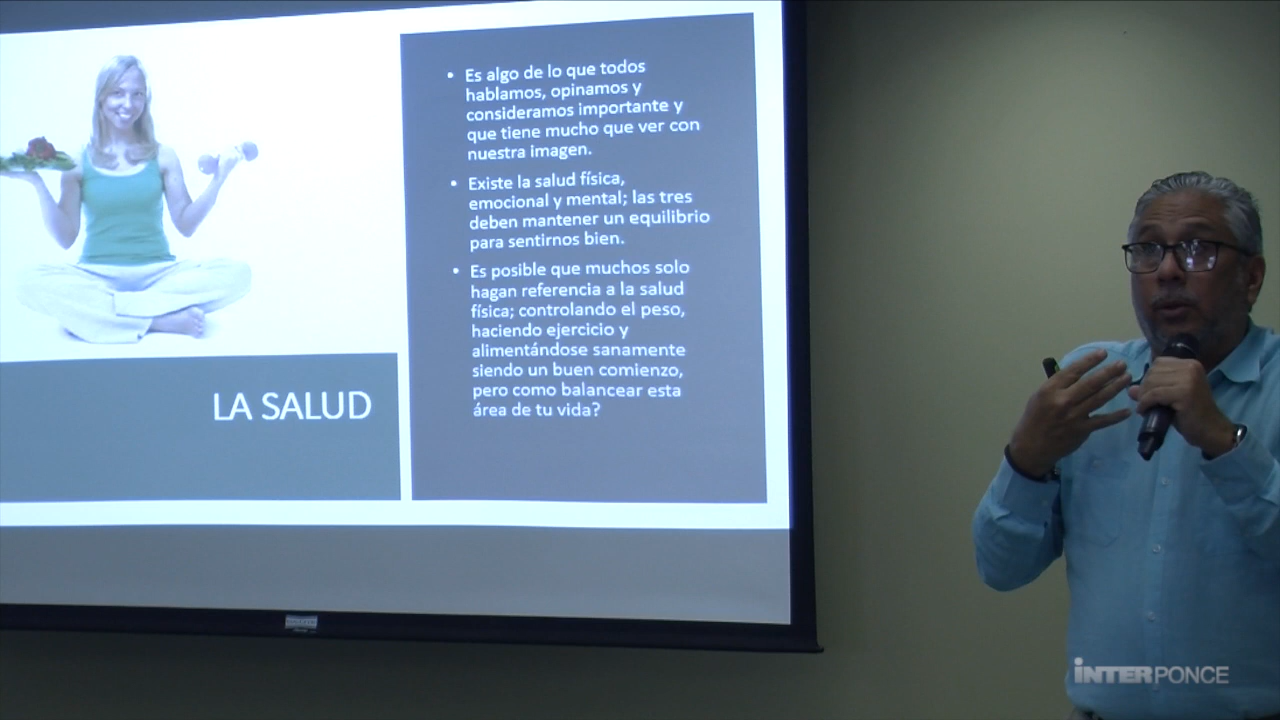 • Es algo de lo que todos
hablamos, opinamos y
consideramos importante y
que tiene mucho que ver con
nuestra imagen.
• Existe la salud física,
emocional y mental; las tres
deben mantener un equilibrio
para sentirnos bien.
• Es posible que muchos solo
hagan referencia a la salud
física; controlando el peso,
haciendo ejercicio y
alimentándose sanamente
siendo un buen comienzo,
pero como balancear esta
área de tu vida?
LA SALUD
INTERPONCE